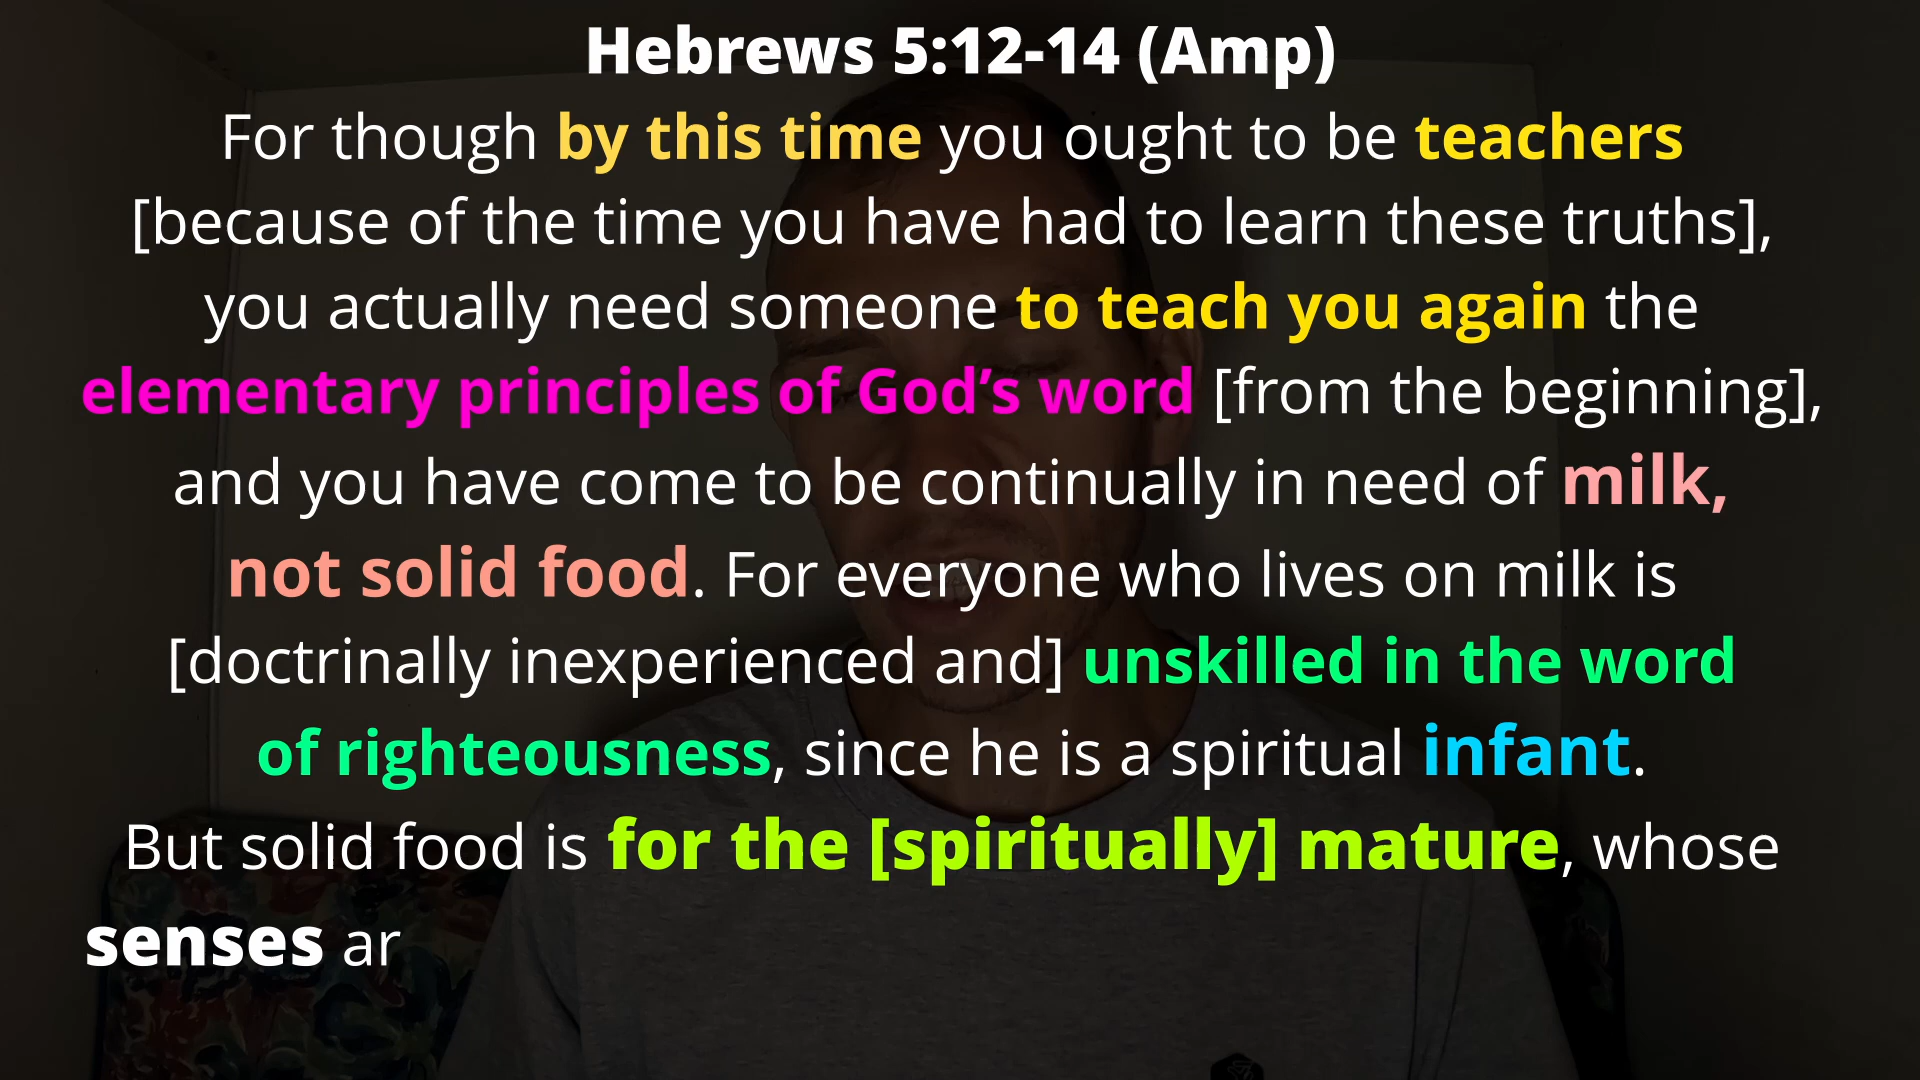 Hebrews 5:12-14 (Amp)
For though by this time you ought to be teachers
[because of the time you have had to learn these truths],
you actually need someone to teach you again the
elementary principles of God’s word [from the beginning],
and you have come to be continually in need of milk,
not solid food. For everyone who lives on milk is
[doctrinally inexperienced and] unskilled in the word
of righteousness, since he is a spiritual infant.
But solid food is for the [spiritually] mature, whose
senses ar